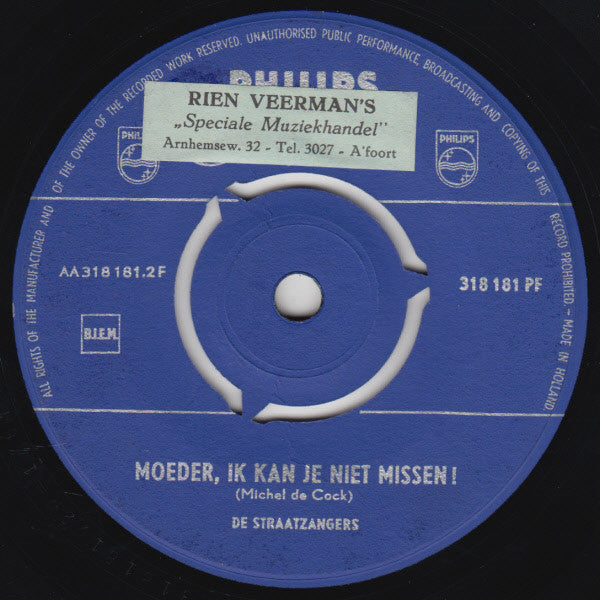 ALL RIGHTS OF THE MANUFACTURER AND OF THE OWNER OF THE RECORDED WORK RESERVED. UNAUTHORISED PUBLIC PERFORMANCE, BROADCASTING AND COPYING OF THIS RECORD PROHIBITED. – MADE IN HOLLAND.
PHILIPS
RIEN VEERMAN'S
„Speciale Muziekhandel”
Arnhemsew. 32 - Tel. 3027 - A'foort
PHILIPS
AA 318 181.2F
318 181 PF
B.I.E.M.
MOEDER, IK KAN JE NIET MISSEN!
(Michel de Cock)
DE STRAATZANGERS